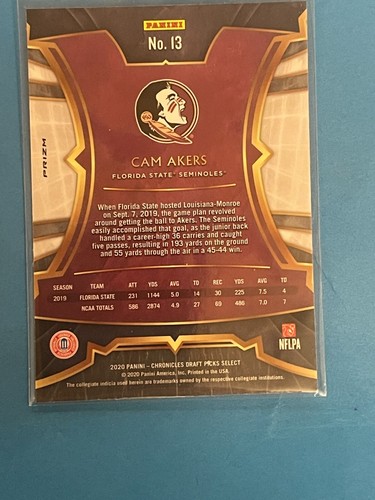 PANINI
No. 13
PRIZM
CAM AKERS
FLORIDA STATE® SEMINOLES®
When Florida State hosted Louisiana-Monroe
on Sept. 7, 2019, the game plan revolved
around getting the ball to Akers. The Seminoles
easily accomplished that goal, as the junior back
handled a career-high 36 carries and caught
five passes, resulting in 193 yards on the ground
and 55 yards through the air in a 45-44 win.
SEASON TEAM ATT YDS AVG TD REC YDS AVG TD
2019 FLORIDA STATE 231 1144 5.0 14 30 225 7.5 4
NCAA TOTALS 586 2874 4.9 27 69 486 7.0 7
NFLPA
2020 PANINI – CHRONICLES DRAFT PICKS SELECT
© 2020 Panini America, Inc. Printed in the USA.
The collegiate indicia used herein are trademarks owned by the respective collegiate institutions.